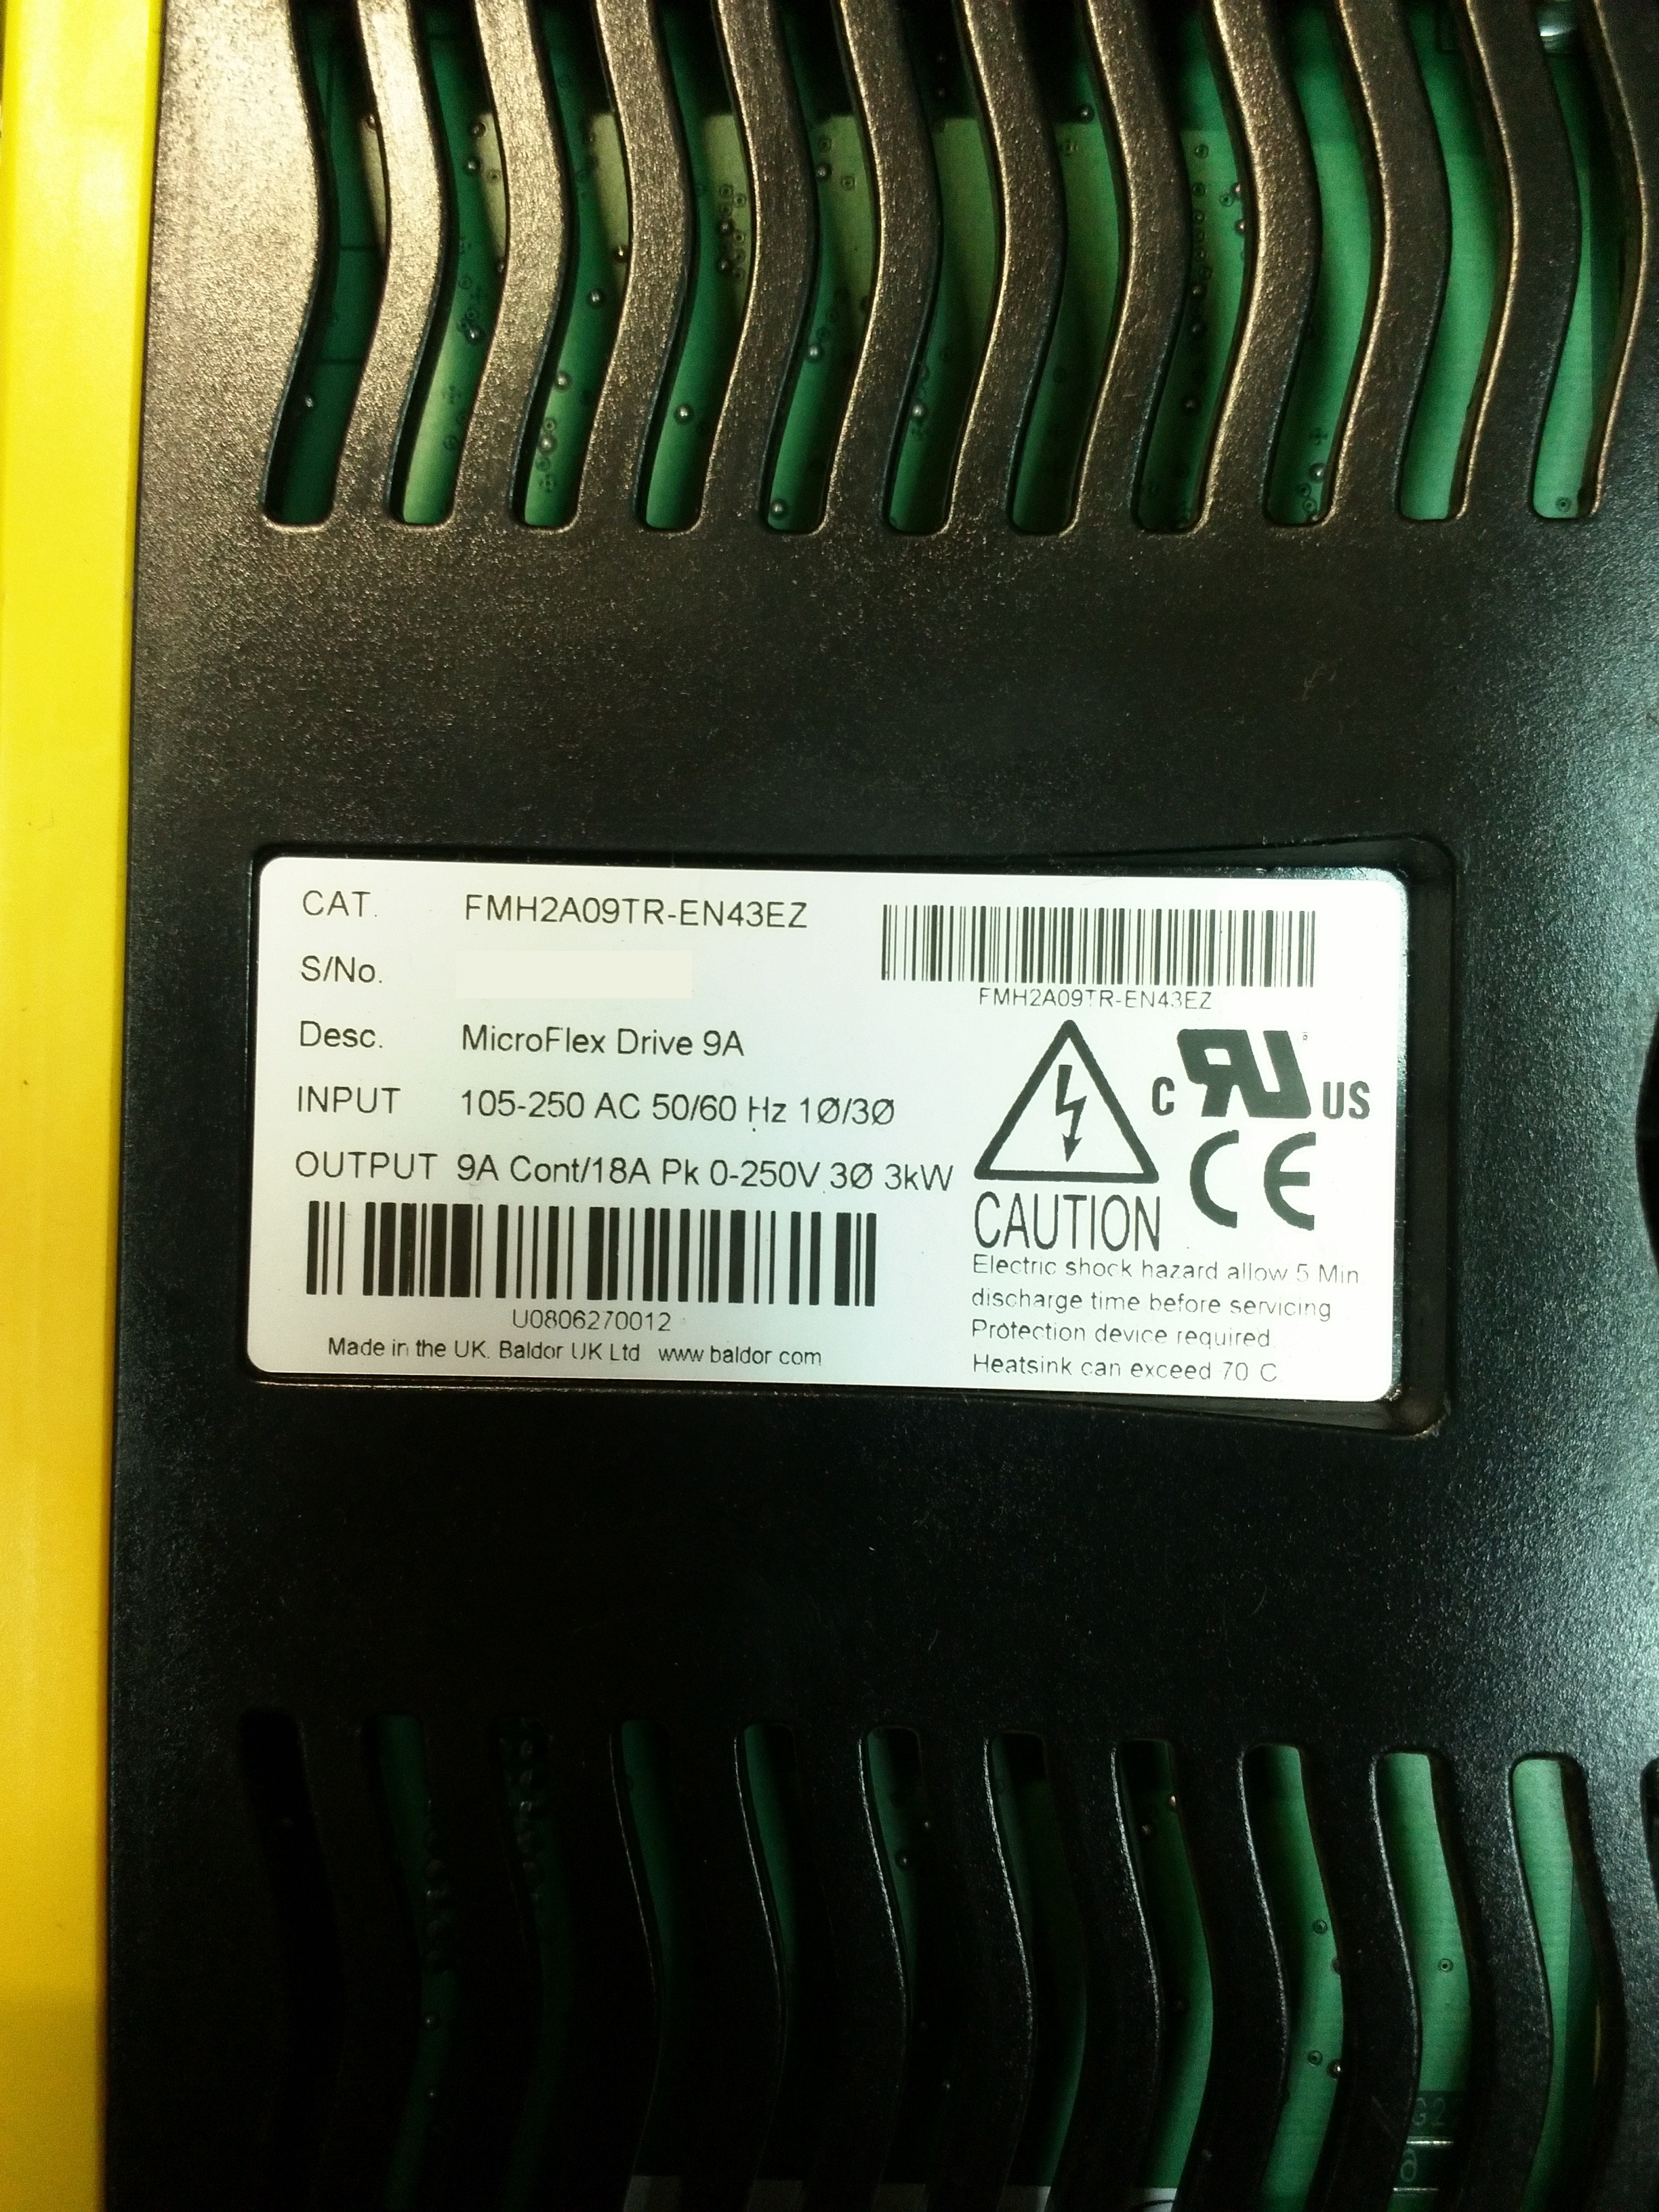 CAT. FMH2A09TR-EN43EZ
FMH2A09TR-EN43EZ
S/No.
Desc. MicroFlex Drive 9A
INPUT 105-250 AC 50/60 Hz 1Ø/3Ø
OUTPUT 9A Cont/18A Pk 0-250V 3Ø 3kW
U0806270012
Made in the UK. Baldor UK Ltd www baldor com
C RU US
CE
CAUTION
Electric shock hazard allow 5 Min
discharge time before servicing
Protection device required
Heatsink can exceed 70 C
G2